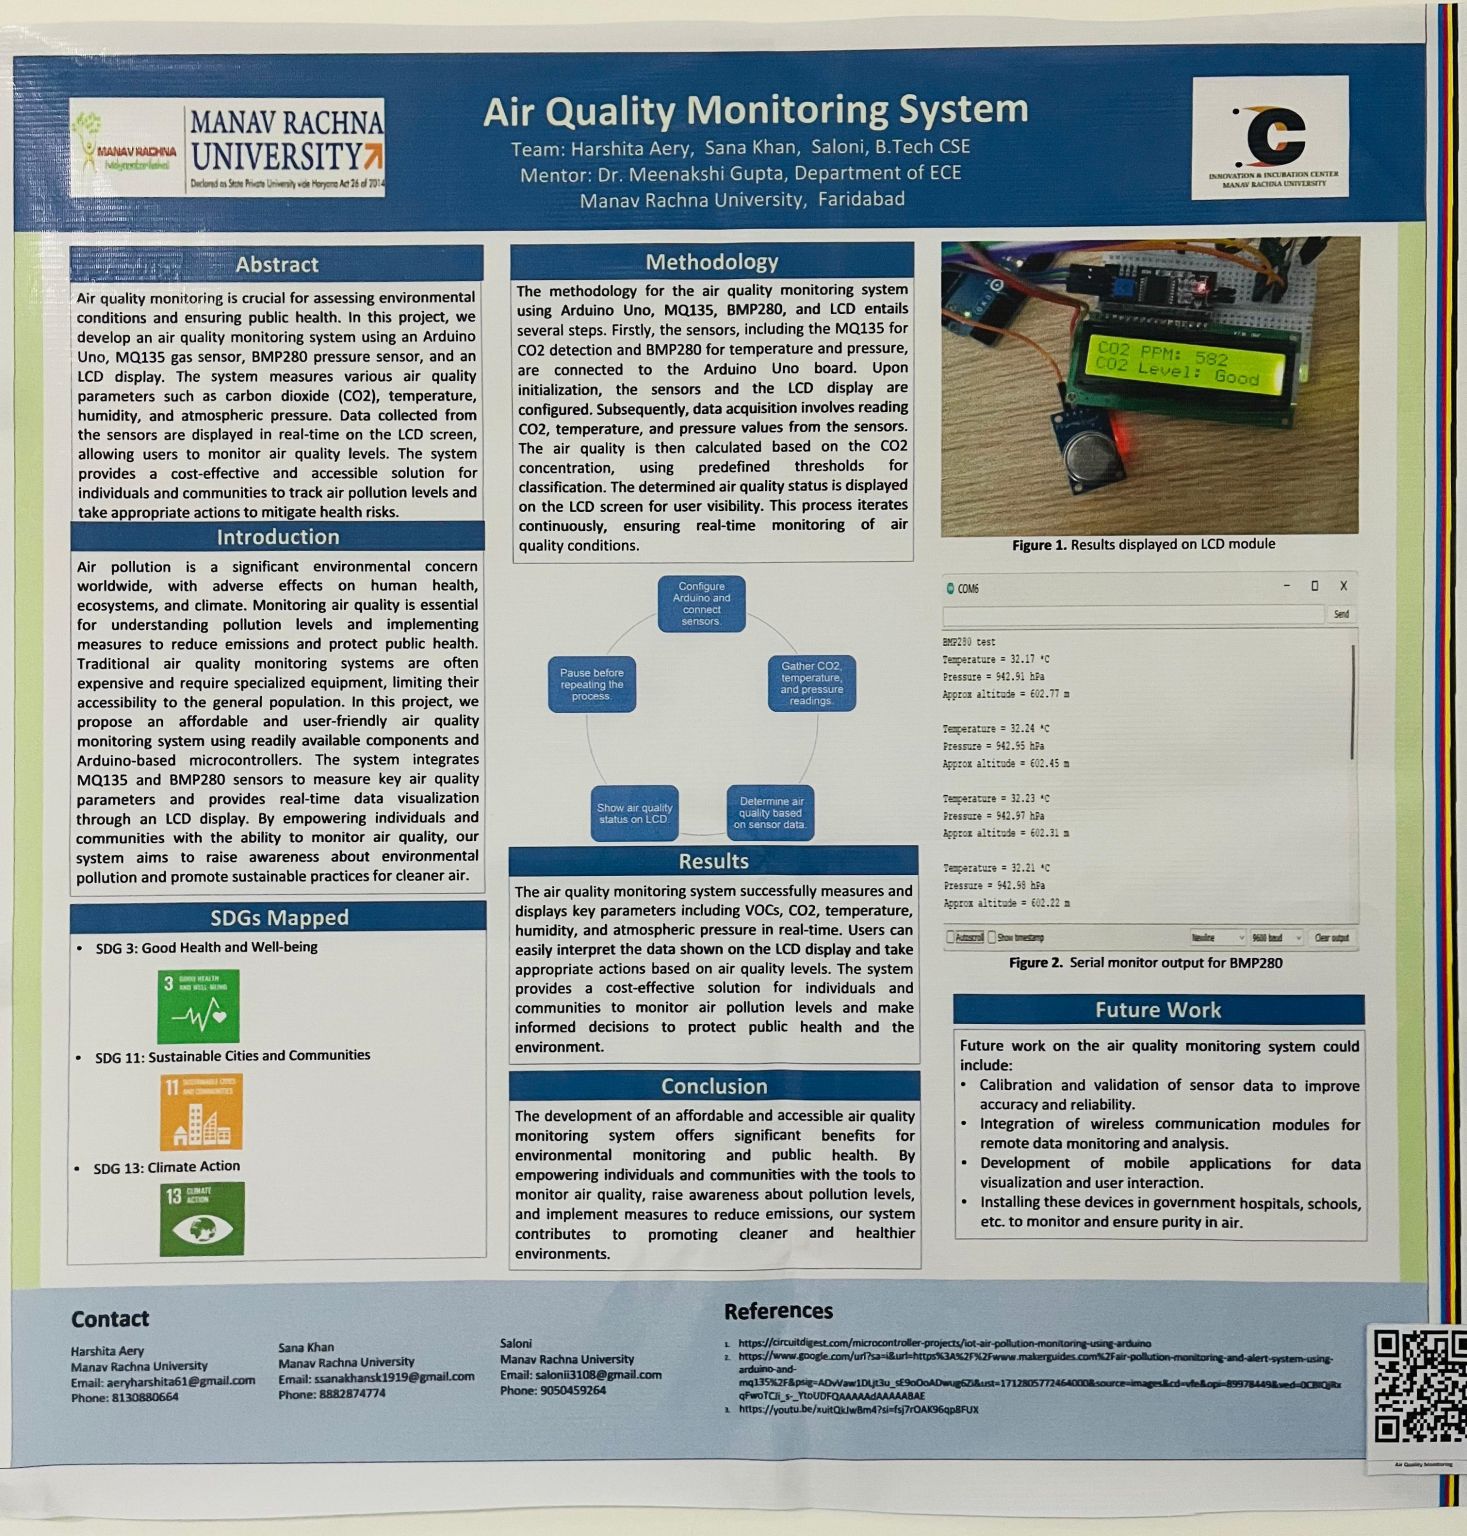 MANAV RACHNA
MANAV RACHNA
UNIVERSITY
Declared as State Private University vide Haryana Act 26 of 2014
Air Quality Monitoring System
Team: Harshita Aery, Sana Khan, Saloni, B.Tech CSE
Mentor: Dr. Meenakshi Gupta, Department of ECE
Manav Rachna University, Faridabad
C
INNOVATION & INCUBATION CENTER
MANAV RACHNA UNIVERSITY
Abstract
Air quality monitoring is crucial for assessing environmental
conditions and ensuring public health. In this project, we
develop an air quality monitoring system using an Arduino
Uno, MQ135 gas sensor, BMP280 pressure sensor, and an
LCD display. The system measures various air quality
parameters such as carbon dioxide (CO2), temperature,
humidity, and atmospheric pressure. Data collected from
the sensors are displayed in real-time on the LCD screen,
allowing users to monitor air quality levels. The system
provides a cost-effective and accessible solution for
individuals and communities to track air pollution levels and
take appropriate actions to mitigate health risks.
Introduction
Air pollution is a significant environmental concern
worldwide, with adverse effects on human health,
ecosystems, and climate. Monitoring air quality is essential
for understanding pollution levels and implementing
measures to reduce emissions and protect public health.
Traditional air quality monitoring systems are often
expensive and require specialized equipment, limiting their
accessibility to the general population. In this project, we
propose an affordable and user-friendly air quality
monitoring system using readily available components and
Arduino-based microcontrollers. The system integrates
MQ135 and BMP280 sensors to measure key air quality
parameters and provides real-time data visualization
through an LCD display. By empowering individuals and
communities with the ability to monitor air quality, our
system aims to raise awareness about environmental
pollution and promote sustainable practices for cleaner air.
SDGs Mapped
• SDG 3: Good Health and Well-being
3 GOOD HEALTH
AND WELL-BEING
• SDG 11: Sustainable Cities and Communities
11 SUSTAINABLE CITIES
AND COMMUNITIES
• SDG 13: Climate Action
13 CLIMATE
ACTION
Methodology
The methodology for the air quality monitoring system
using Arduino Uno, MQ135, BMP280, and LCD entails
several steps. Firstly, the sensors, including the MQ135 for
CO2 detection and BMP280 for temperature and pressure,
are connected to the Arduino Uno board. Upon
initialization, the sensors and the LCD display are
configured. Subsequently, data acquisition involves reading
CO2, temperature, and pressure values from the sensors.
The air quality is then calculated based on the CO2
concentration, using predefined thresholds for
classification. The determined air quality status is displayed
on the LCD screen for user visibility. This process iterates
continuously, ensuring real-time monitoring of air
quality conditions.
Configure
Arduino and
connect
sensors.
Gather CO2,
temperature,
and pressure
readings.
Determine air
quality based
on sensor data.
Show air quality
status on LCD.
Pause before
repeating the
process.
Results
The air quality monitoring system successfully measures and
displays key parameters including VOCs, CO2, temperature,
humidity, and atmospheric pressure in real-time. Users can
easily interpret the data shown on the LCD display and take
appropriate actions based on air quality levels. The system
provides a cost-effective solution for individuals and
communities to monitor air pollution levels and make
informed decisions to protect public health and the
environment.
Conclusion
The development of an affordable and accessible air quality
monitoring system offers significant benefits for
environmental monitoring and public health. By
empowering individuals and communities with the tools to
monitor air quality, raise awareness about pollution levels,
and implement measures to reduce emissions, our system
contributes to promoting cleaner and healthier
environments.
CO2 PPM: 582
CO2 Level: Good
Figure 1. Results displayed on LCD module
COM6
Send
BMP280 test
Temperature = 32.17 *C
Pressure = 942.91 hPa
Approx altitude = 602.77 m
Temperature = 32.24 *C
Pressure = 942.95 hPa
Approx altitude = 602.45 m
Temperature = 32.23 *C
Pressure = 942.97 hPa
Approx altitude = 602.31 m
Temperature = 32.21 *C
Pressure = 942.98 hPa
Approx altitude = 602.22 m
Autoscroll Show timestamp Newline 9600 baud Clear output
Figure 2. Serial monitor output for BMP280
Future Work
Future work on the air quality monitoring system could
include:
• Calibration and validation of sensor data to improve
accuracy and reliability.
• Integration of wireless communication modules for
remote data monitoring and analysis.
• Development of mobile applications for data
visualization and user interaction.
• Installing these devices in government hospitals, schools,
etc. to monitor and ensure purity in air.
Contact
Harshita Aery
Manav Rachna University
Email: aeryharshita61@gmail.com
Phone: 8130880664
Sana Khan
Manav Rachna University
Email: ssanakhansk1919@gmail.com
Phone: 8882874774
Saloni
Manav Rachna University
Email: salonii3108@gmail.com
Phone: 9050459264
References
1. https://circuitdigest.com/microcontroller-projects/iot-air-pollution-monitoring-using-arduino
2. https://www.google.com/url?sa=i&url=https%3A%2F%2Fwww.makerguides.com%2Fair-pollution-monitoring-and-alert-system-using-
arduino-and-
3.
Air Quality Monitoring